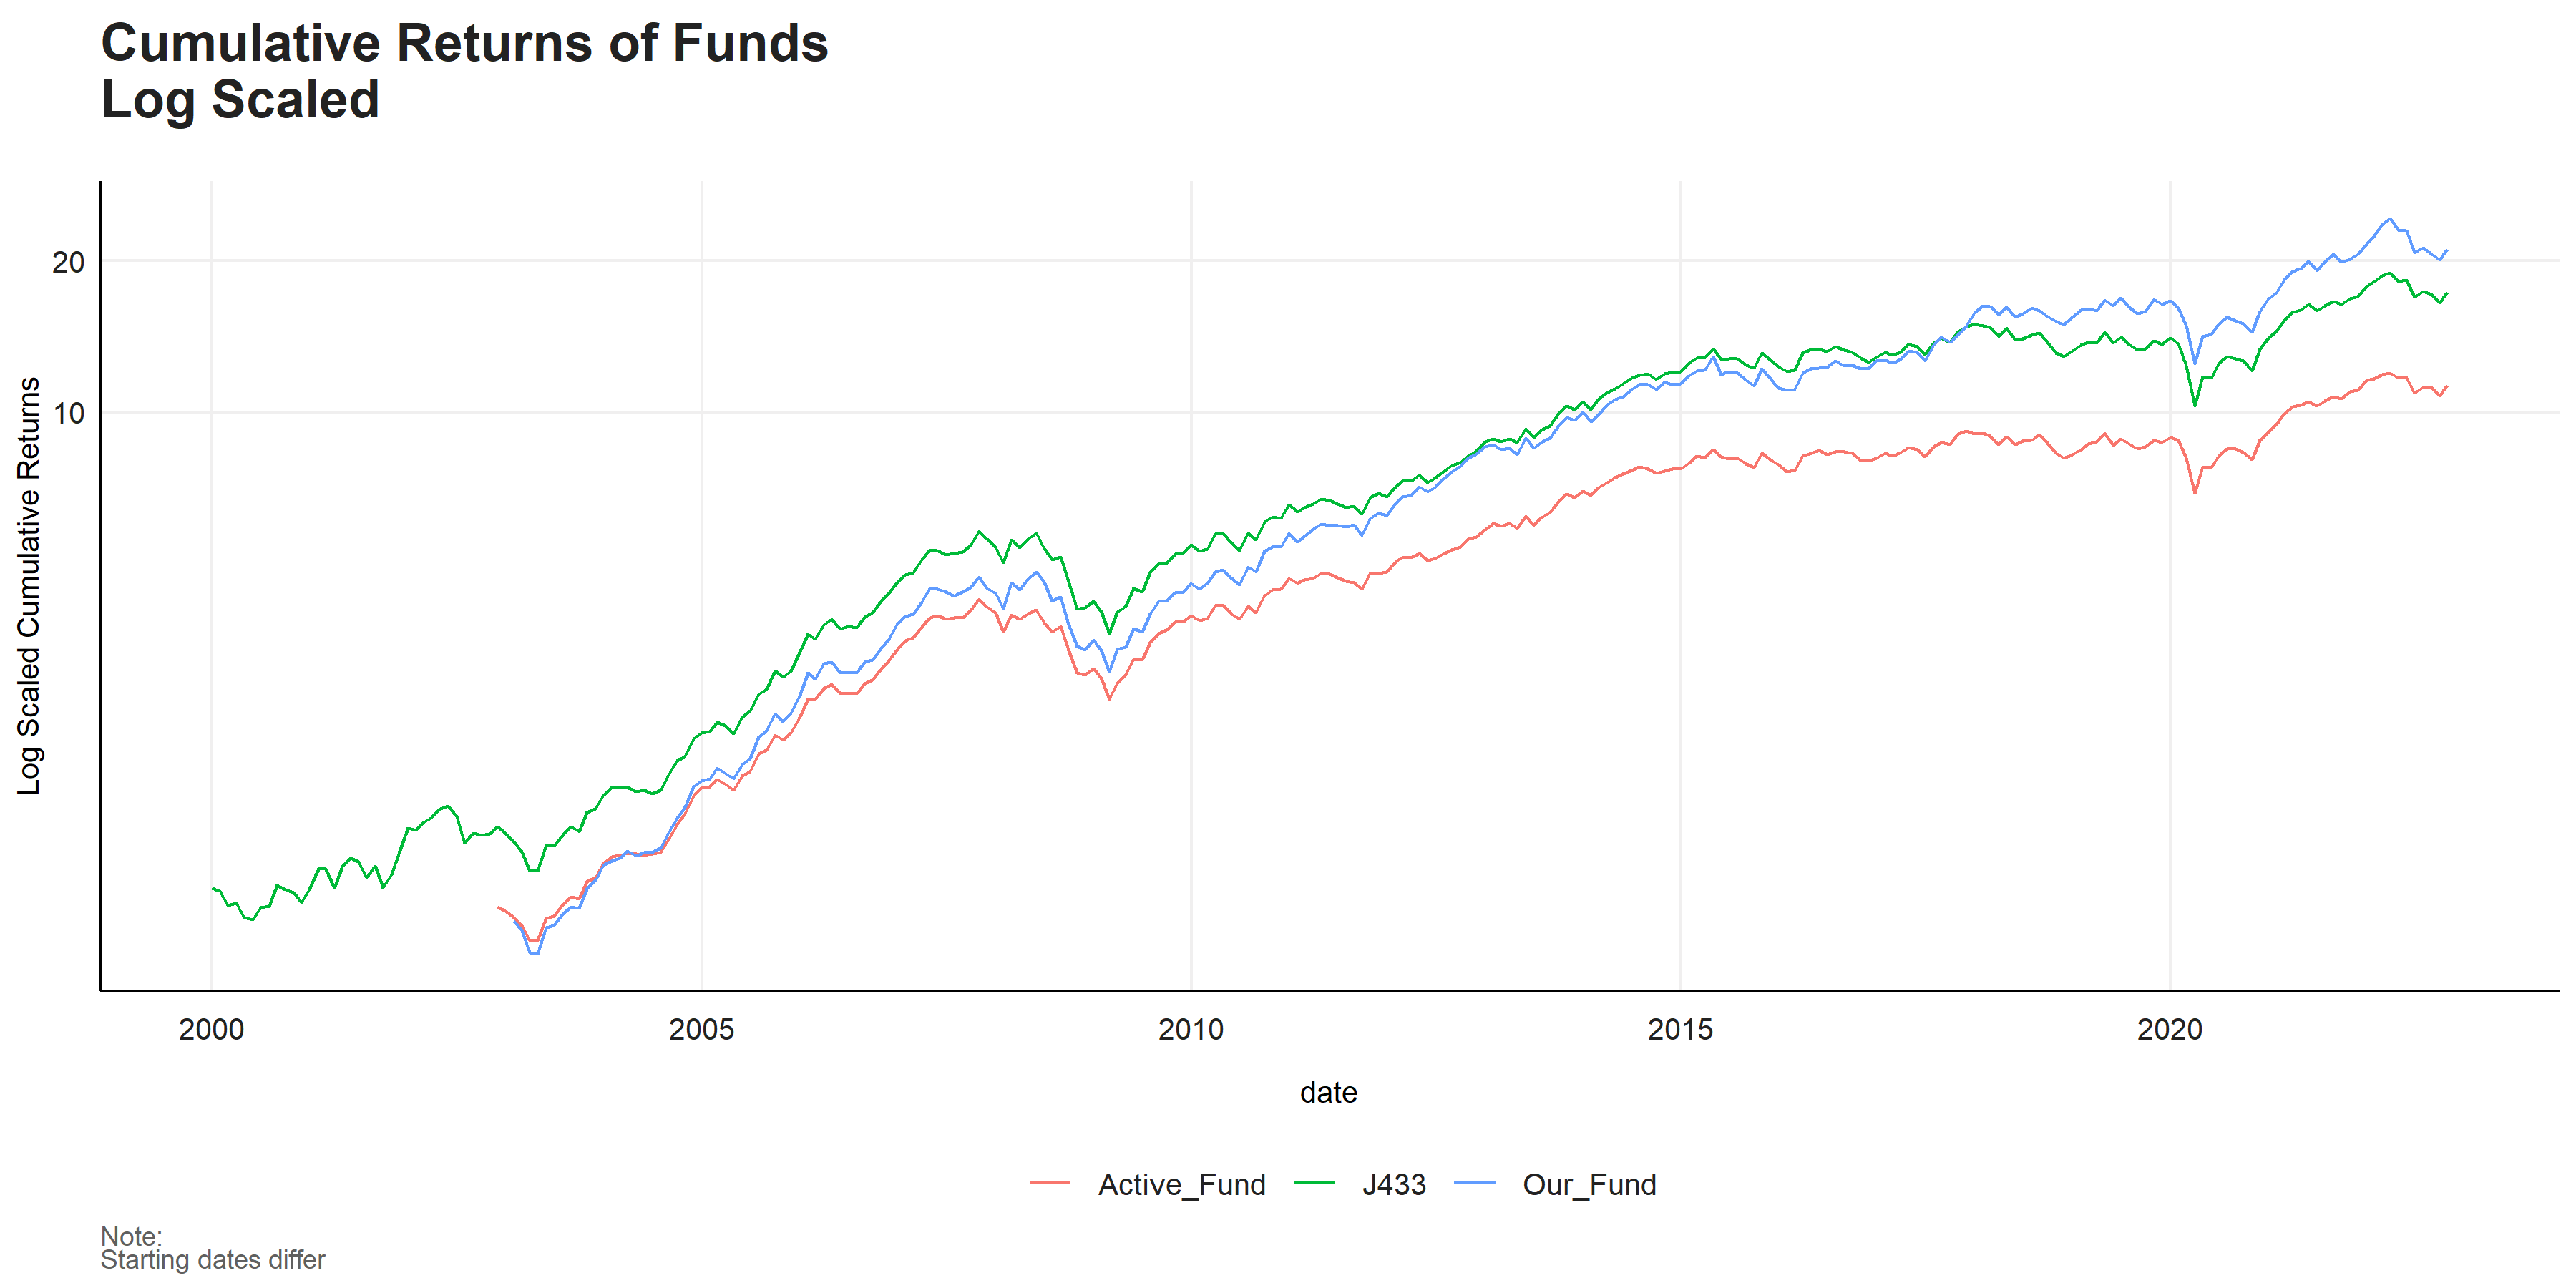 Cumulative Returns of Funds
Log Scaled
Log Scaled Cumulative Returns
20
10
2000 2005 2010 2015 2020
date
Active_Fund J433 Our_Fund
Note:
Starting dates differ